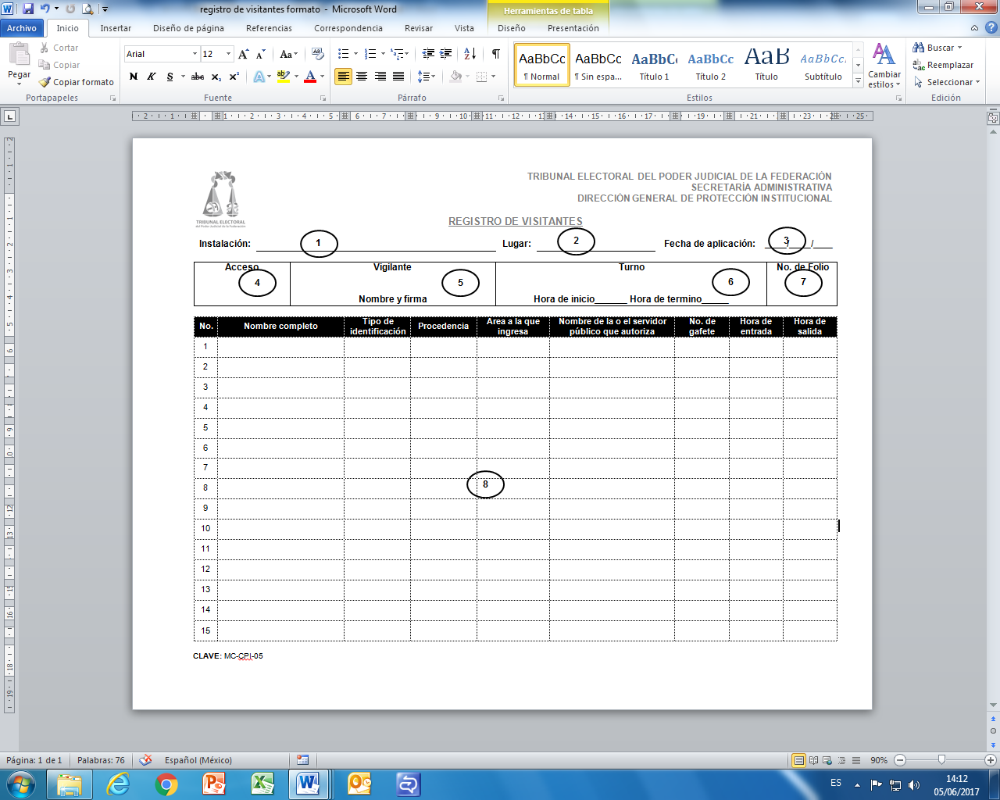 registro de visitantes formato - Microsoft Word
Herramientas de tabla
Archivo Inicio Insertar Diseño de página Referencias Correspondencia Revisar Vista Diseño Presentación
Pegar
Cortar
Copiar
Copiar formato
Portapapeles
Arial 12
N K S abc x₂ x²
Fuente
Párrafo
AaBbCc AaBbCc AaBbC AaBbCc AaB AaBbCc.
¶ Normal ¶ Sin espa... Título 1 Título 2 Título Subtítulo
Cambiar estilos
Estilos
Buscar
Reemplazar
Seleccionar
Edición
TRIBUNAL ELECTORAL
del Poder Judicial de la Federación
TRIBUNAL ELECTORAL DEL PODER JUDICIAL DE LA FEDERACIÓN
SECRETARÍA ADMINISTRATIVA
DIRECCIÓN GENERAL DE PROTECCIÓN INSTITUCIONAL
REGISTRO DE VISITANTES
Instalación: 1 Lugar: 2 Fecha de aplicación: 3 ____/____/____
Acceso Vigilante Turno No. de Folio
4 5 6 7
Nombre y firma Hora de inicio______ Hora de termino_____
No. Nombre completo Tipo de identificación Procedencia Area a la que ingresa Nombre de la o el servidor público que autoriza No. de gafete Hora de entrada Hora de salida
1
2
3
4
5
6
7
8 8
9
10
11
12
13
14
15
CLAVE: MC-CPI-05
Página: 1 de 1 Palabras: 76 Español (México) 90%
ES 14:12
05/06/2017